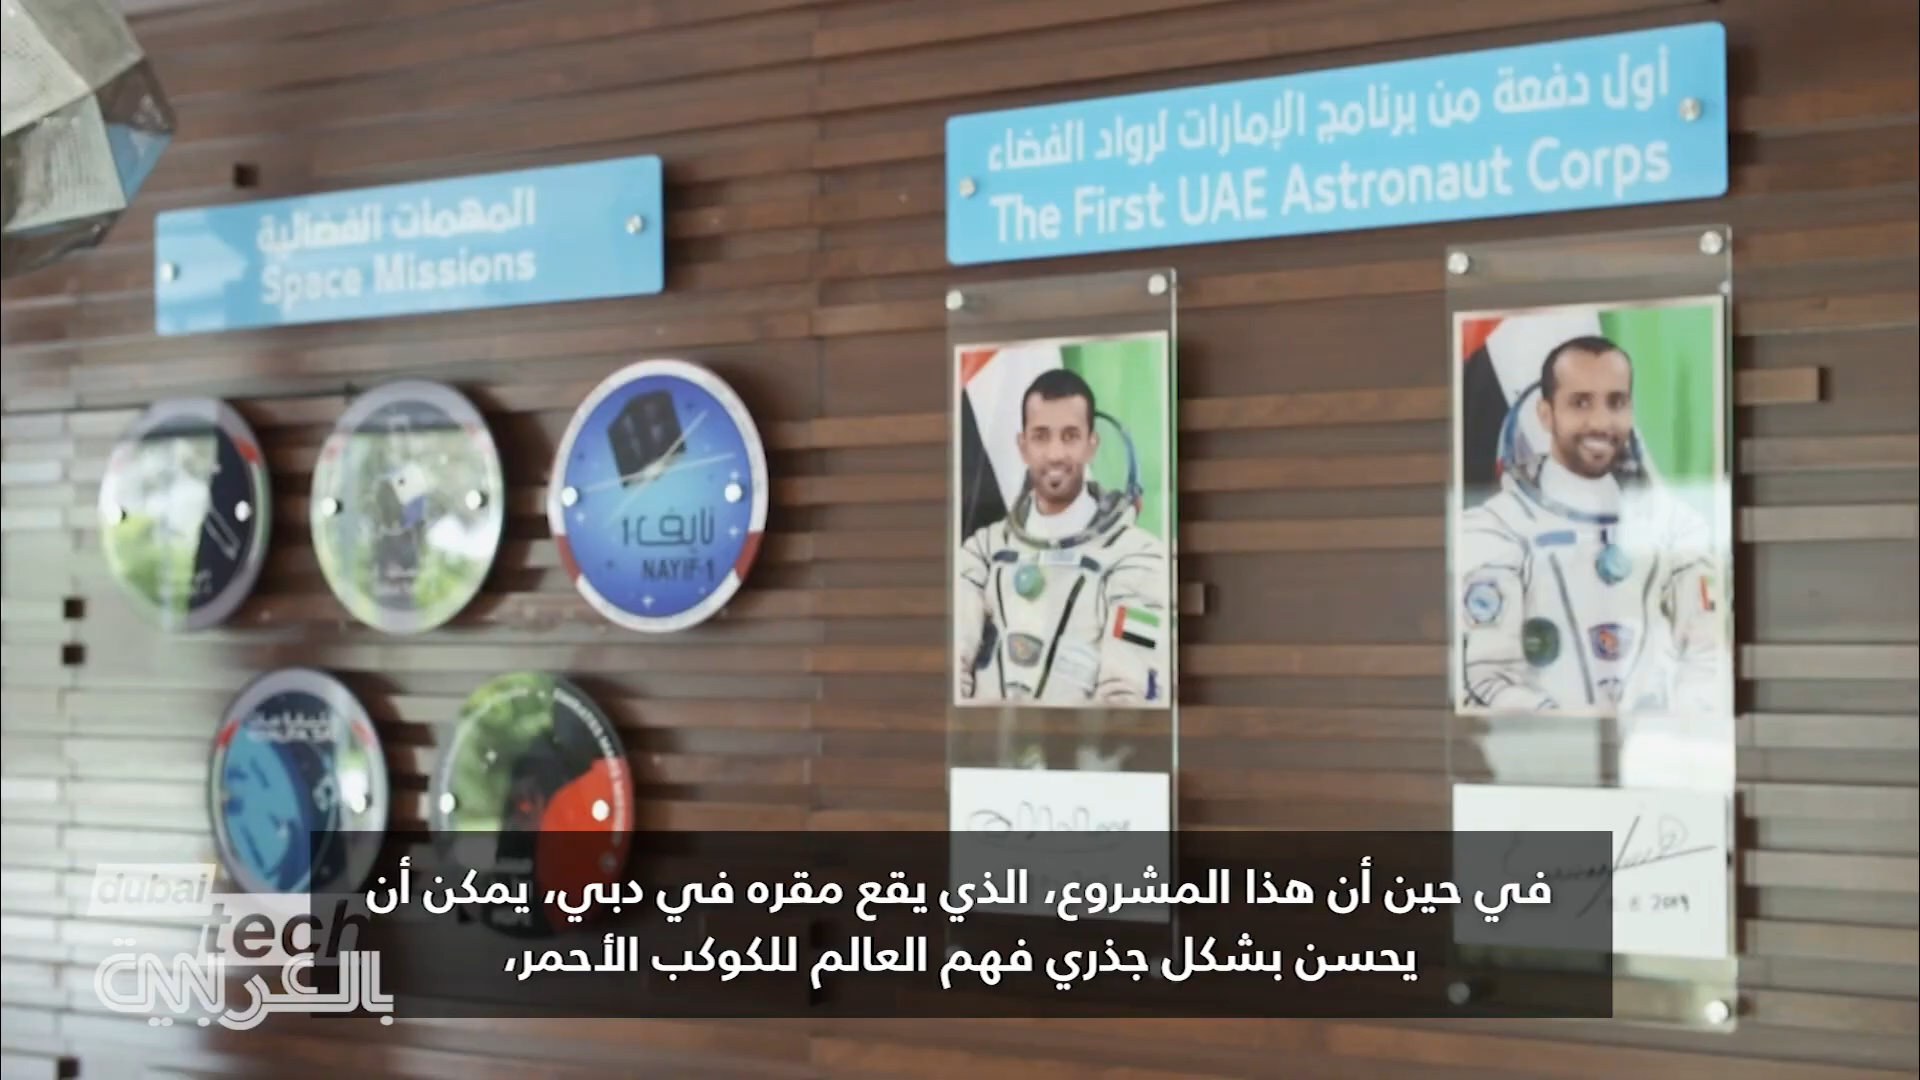 أول دفعة من برنامج الإمارات لرواد الفضاء
The First UAE Astronaut Corps
المهمات الفضائية
Space Missions
نايف-١
NAYIF-1
في حين أن هذا المشروع، الذي يقع مقره في دبي، يمكن أن
يحسن بشكل جذري فهم العالم للكوكب الأحمر،
dubai
tech
CNN بالعربية